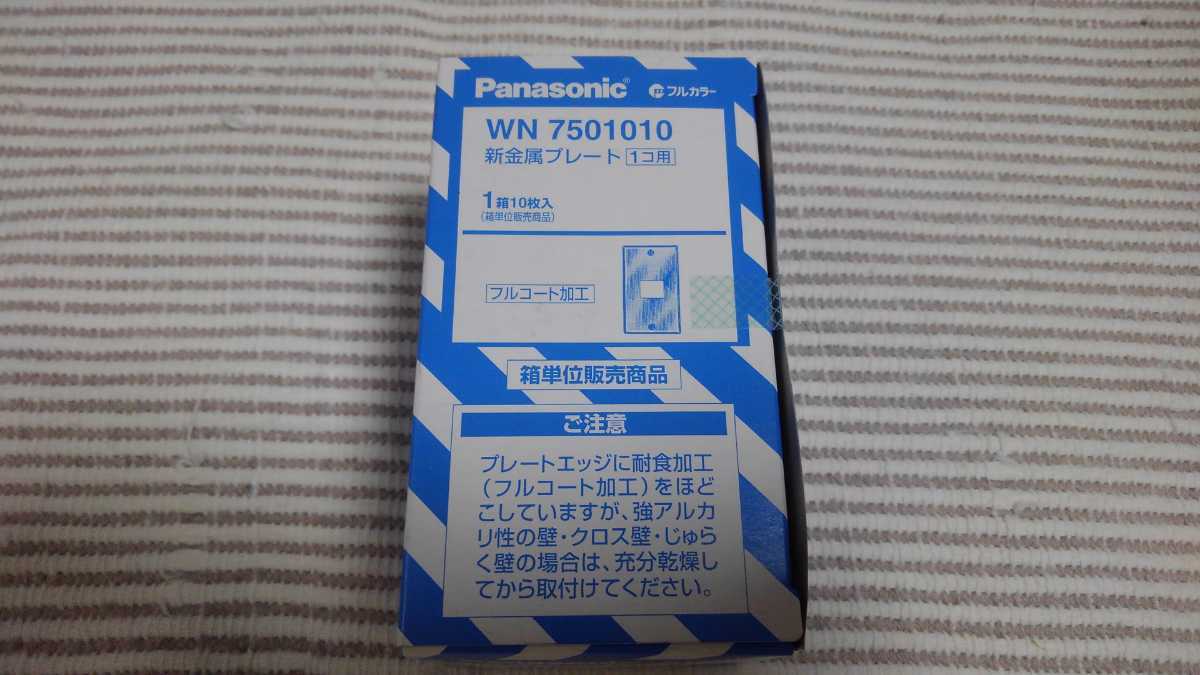 Panasonic® フルカラー
WN 7501010
新金属プレート 1コ用
1箱10枚入
(箱単位販売商品)
フルコート加工
箱単位販売商品
ご注意
プレートエッジに耐食加工
(フルコート加工)をほど
こしていますが、強アルカ
リ性の壁・クロス壁・じゅら
く壁の場合は、充分乾燥し
てから取付けてください。